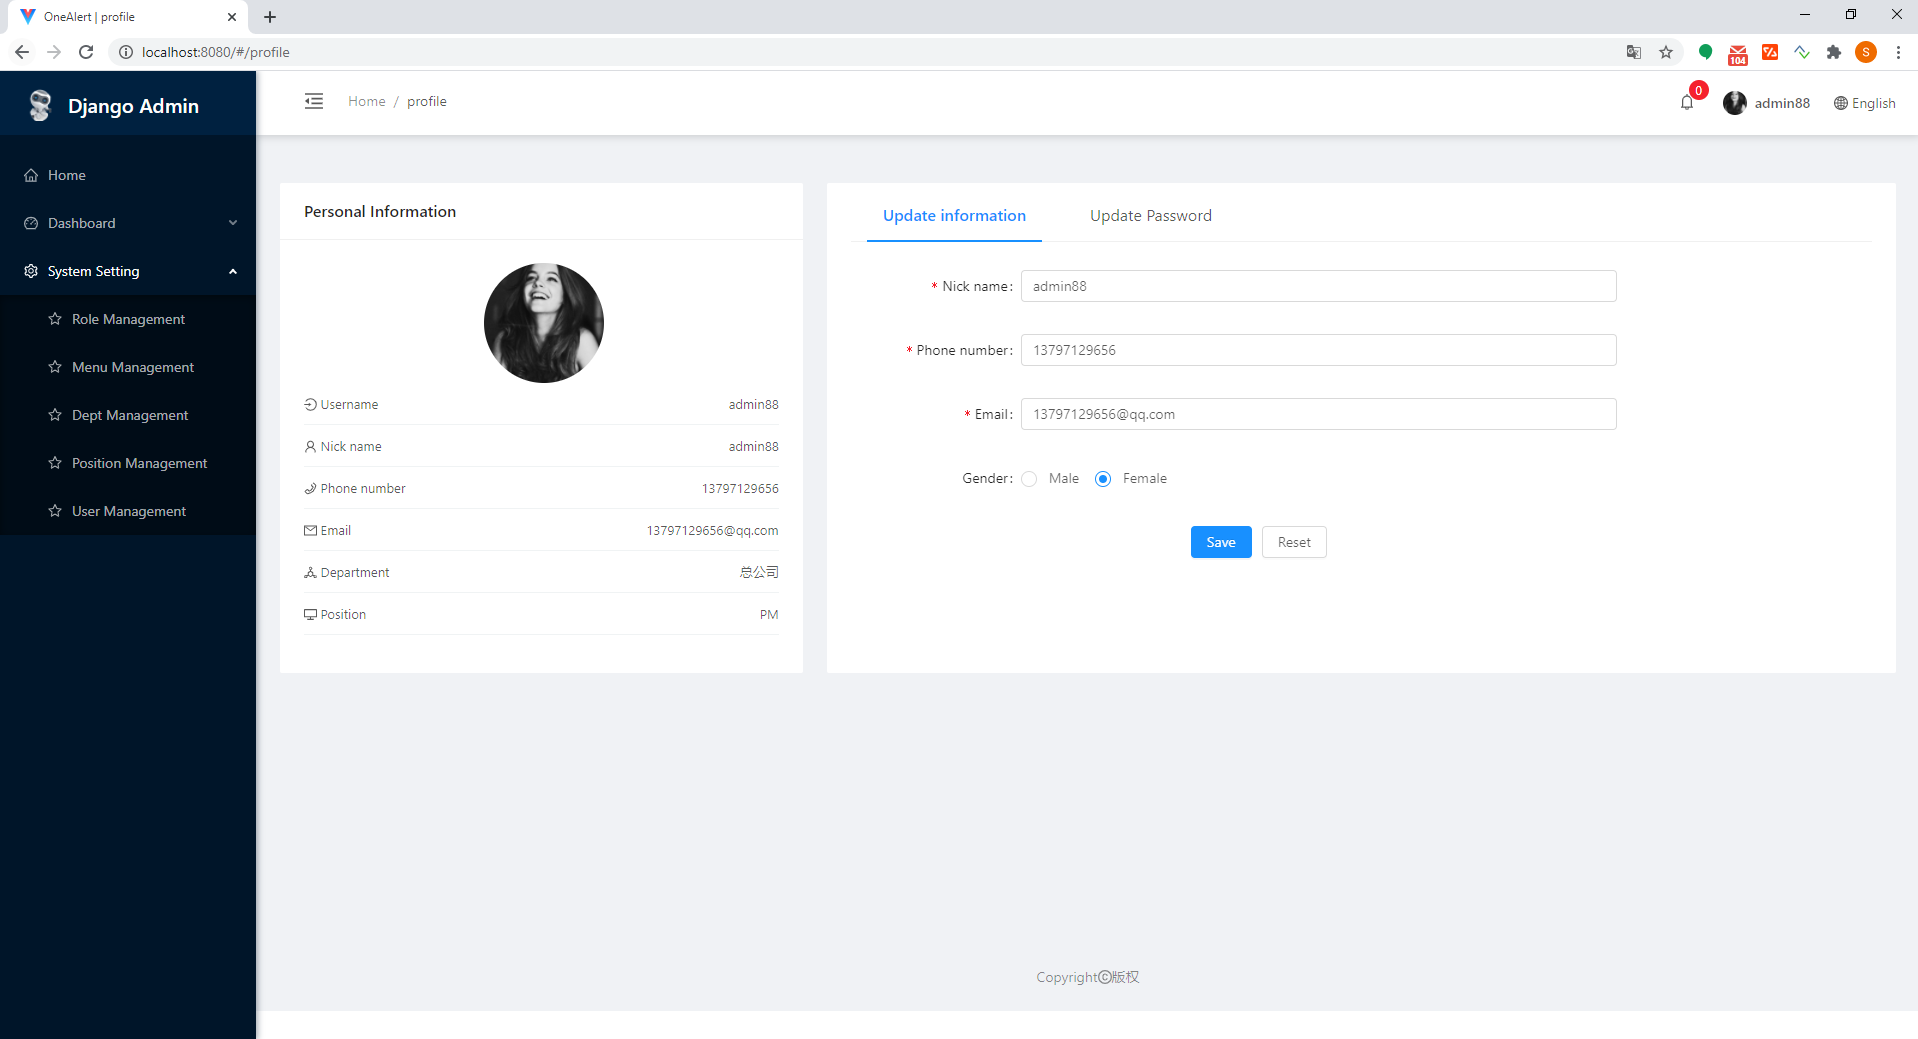 OneAlert | profile
localhost:8080/#/profile
104
S
Django Admin
Home / profile
0
admin88
English
Home
Dashboard
System Setting
Role Management
Menu Management
Dept Management
Position Management
User Management
Personal Information
Username admin88
Nick name admin88
Phone number 13797129656
Email 13797129656@qq.com
Department 总公司
Position PM
Update information Update Password
* Nick name: admin88
* Phone number: 13797129656
* Email: 13797129656@qq.com
Gender: Male Female
Save Reset
Copyright©版权